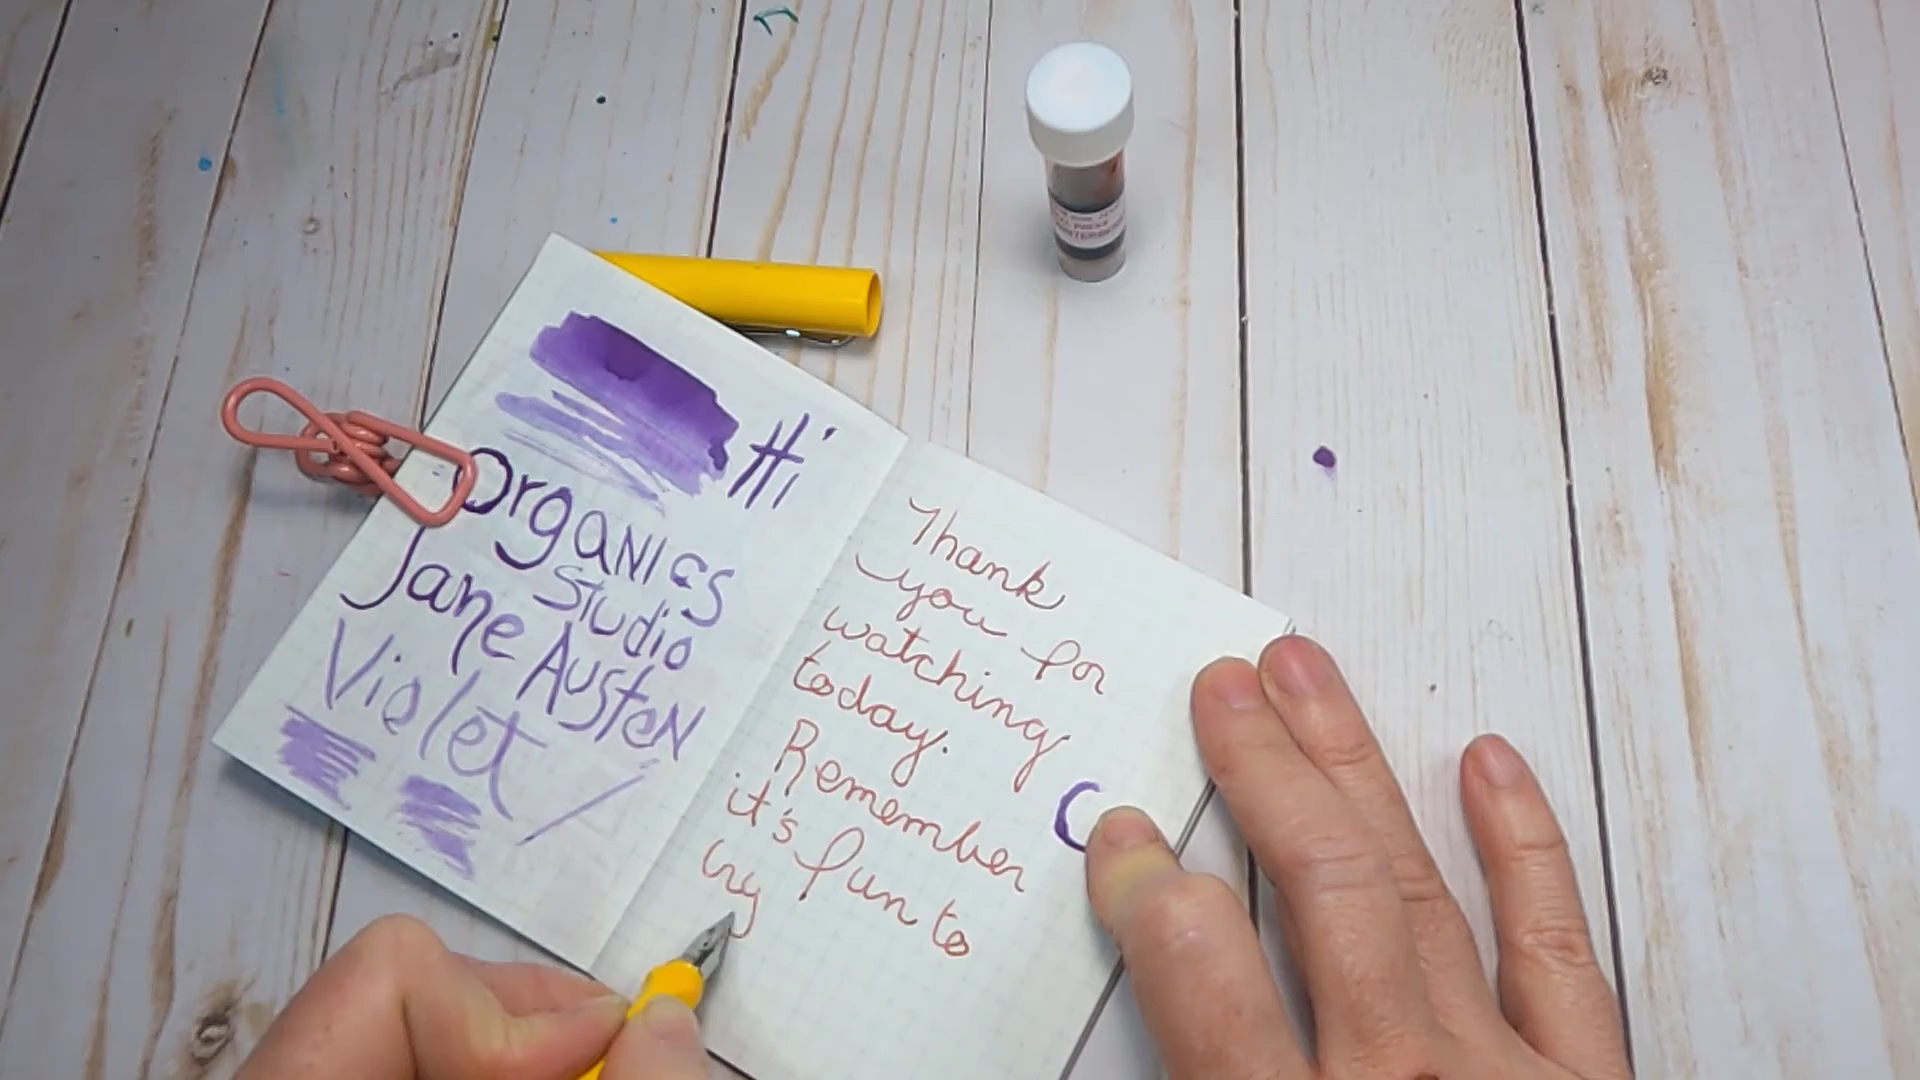 Hi
Organics
Studio
Jane Austen
Violet
Thank
you for
watching
today.
Remember
it's fun to
try
C